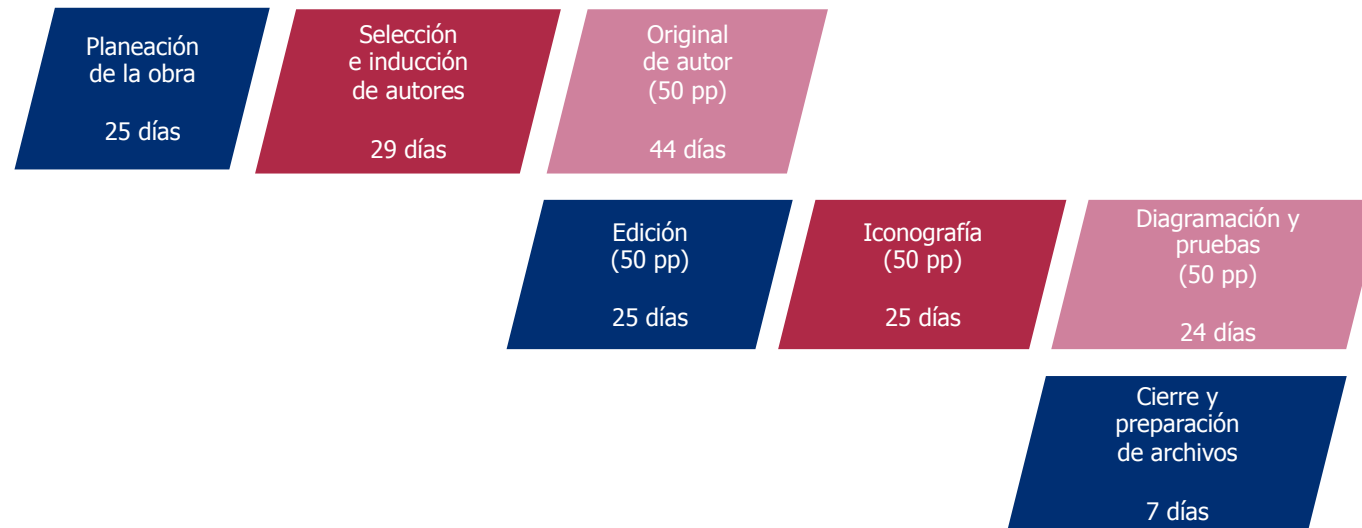 Planeación
de la obra
25 días
Selección
e inducción
de autores
29 días
Original
de autor
(50 pp)
44 días
Edición
(50 pp)
25 días
Iconografía
(50 pp)
25 días
Diagramación y
pruebas
(50 pp)
24 días
Cierre y
preparación
de archivos
7 días